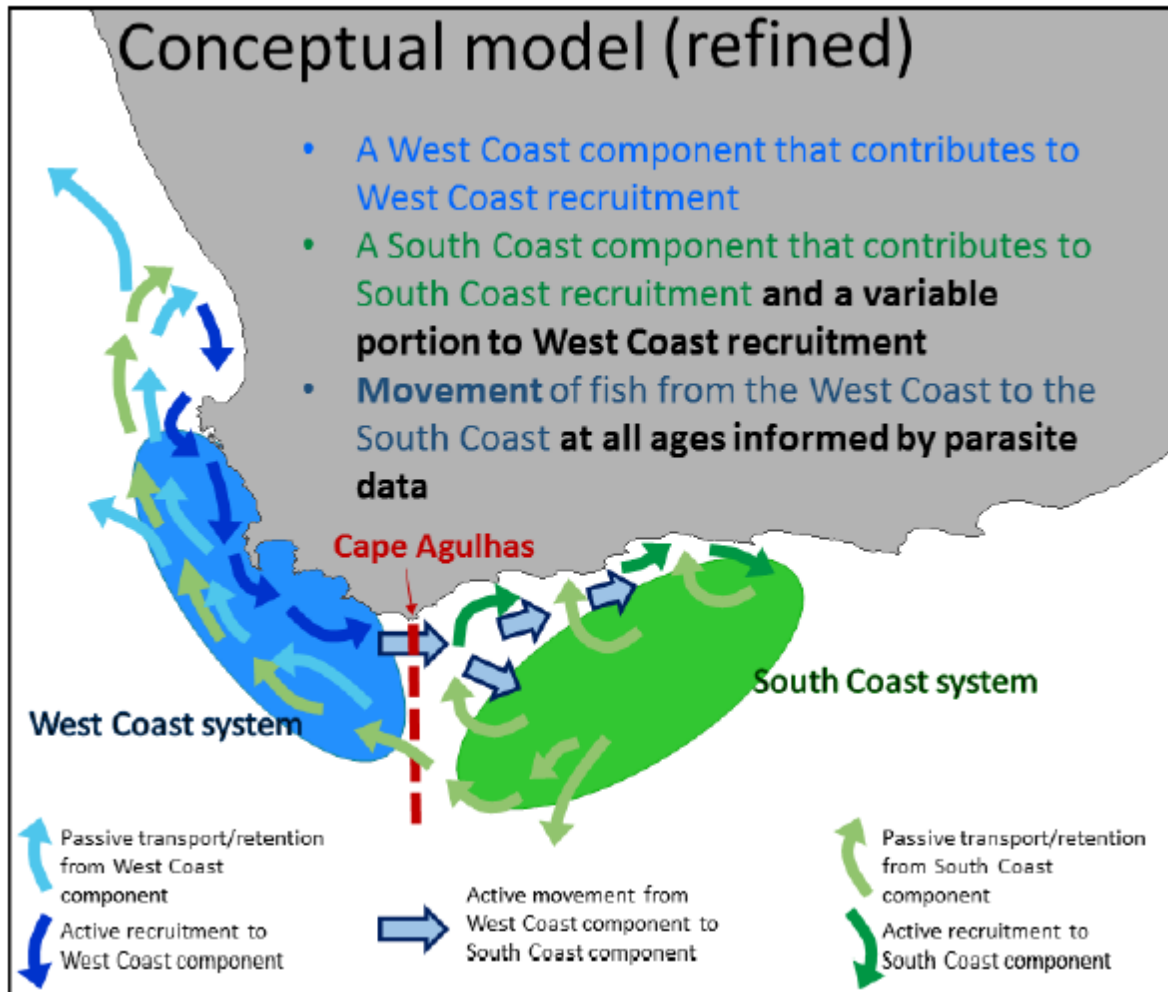 Conceptual model (refined)
• A West Coast component that contributes to
West Coast recruitment
• A South Coast component that contributes to
South Coast recruitment and a variable
portion to West Coast recruitment
• Movement of fish from the West Coast to the
South Coast at all ages informed by parasite
data
Cape Agulhas
South Coast system
West Coast system
Passive transport/retention
from West Coast
component
Active recruitment to
West Coast component
Active movement from
West Coast component to
South Coast component
Passive transport/retention
from South Coast
component
Active recruitment to
South Coast component